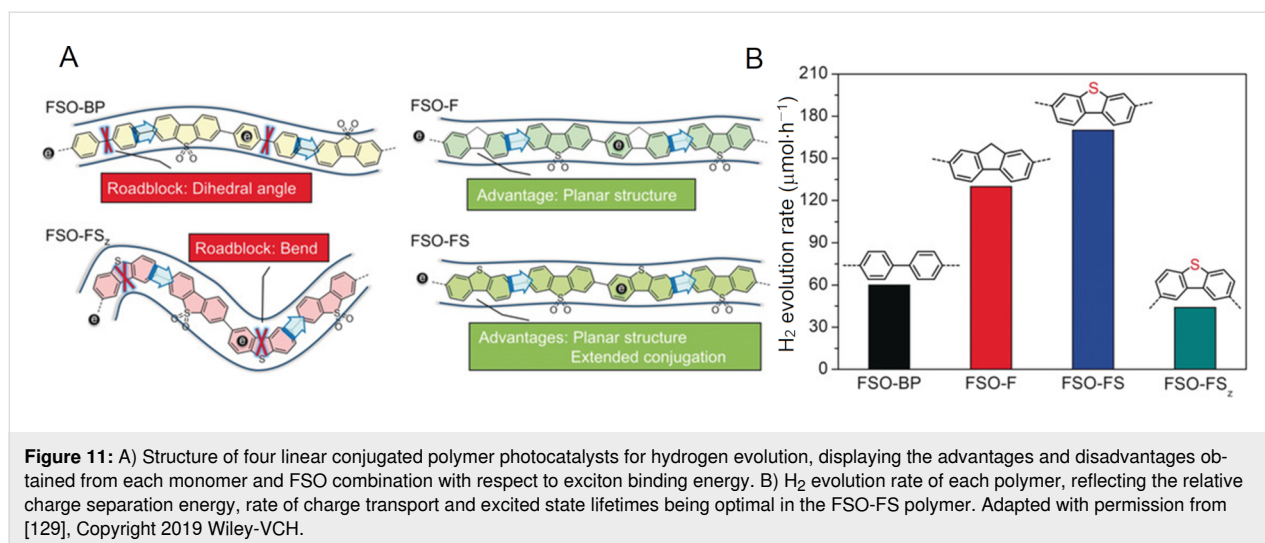 A
FSO-BP
Roadblock: Dihedral angle
FSO-F
Advantage: Planar structure
FSO-FSz
Roadblock: Bend
FSO-FS
Advantages: Planar structure
Extended conjugation
e
e
e
e
e
e
e
e
S
O O
O O
S
S
O O
S
O O
S
S
O O
S
S
O O
S
S
O O
S
S
O O
S
S
O O
B
H2 evolution rate (μmol·h−1)
210
180
150
120
90
60
30
0
S
S
FSO-BP
FSO-F
FSO-FS
FSO-FSz
Figure 11: A) Structure of four linear conjugated polymer photocatalysts for hydrogen evolution, displaying the advantages and disadvantages ob-
tained from each monomer and FSO combination with respect to exciton binding energy. B) H2 evolution rate of each polymer, reflecting the relative
charge separation energy, rate of charge transport and excited state lifetimes being optimal in the FSO-FS polymer. Adapted with permission from
[129], Copyright 2019 Wiley-VCH.